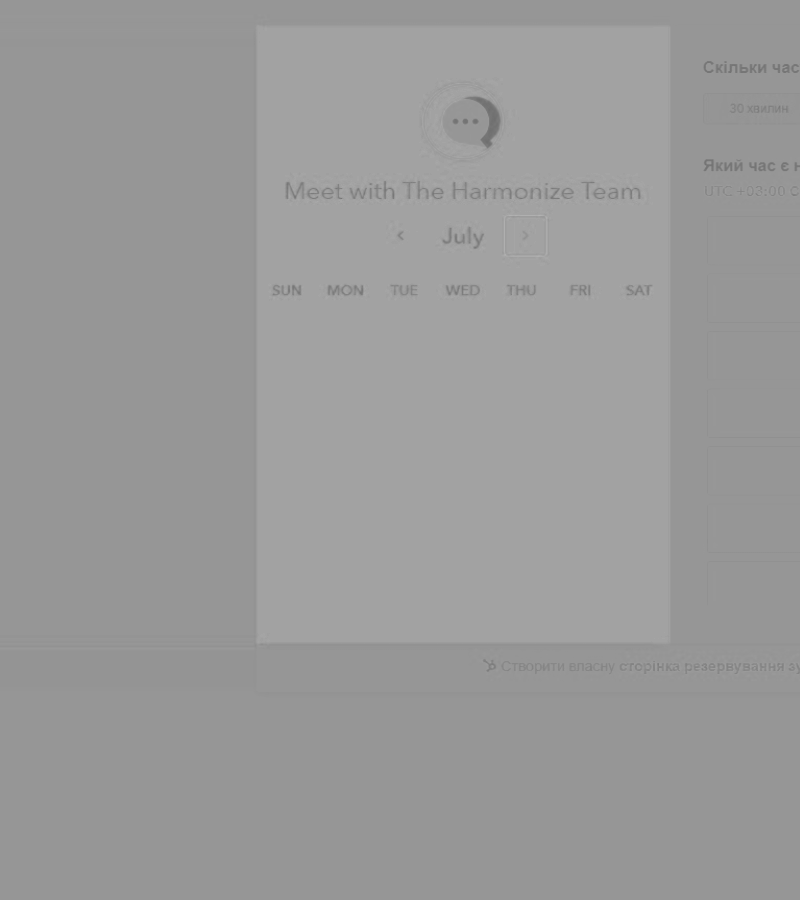 Meet with The Harmonize Team
July
SUN MON TUE WED THU FRI SAT
Скільки час
30 хвилин
Який час є н
UTC +03:00 С
Створити власну сторінка резервування зу